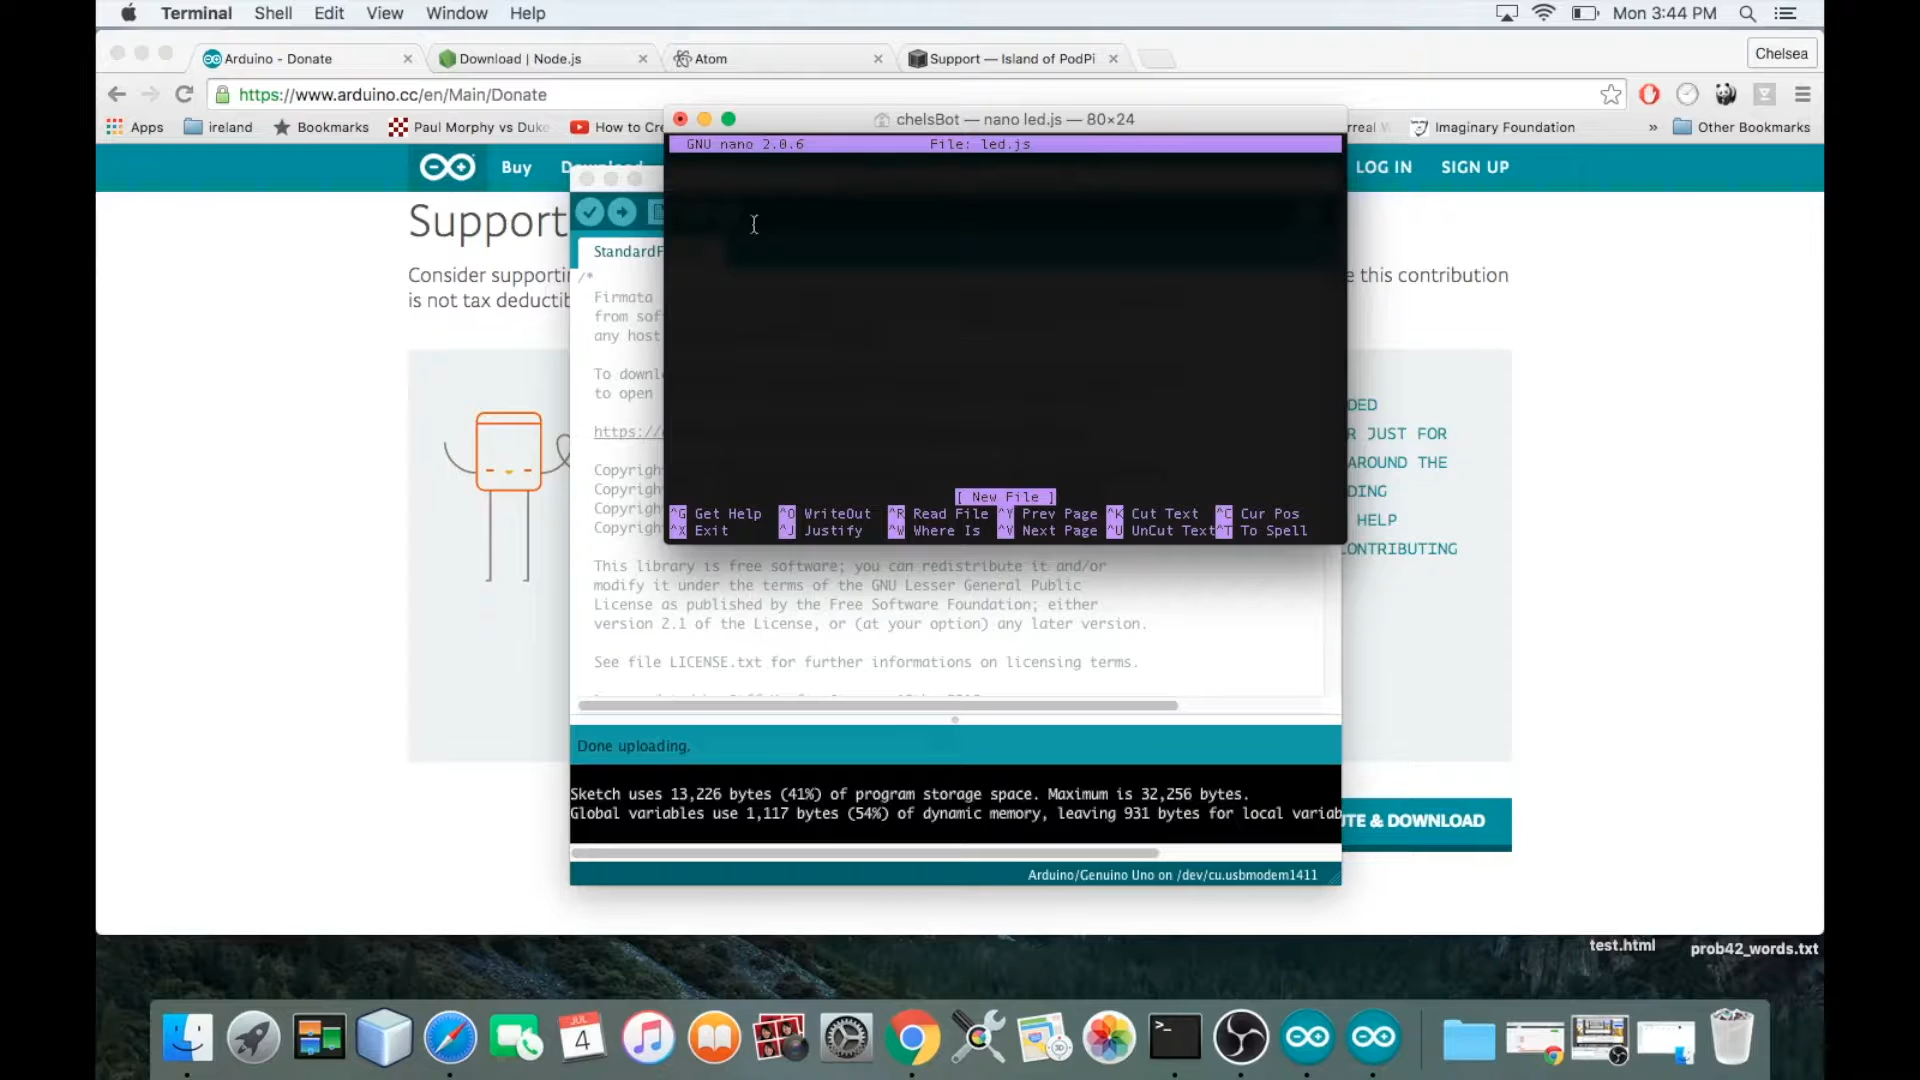 Terminal Shell Edit View Window Help Mon 3:44 PM
Arduino - Donate Download | Node.js Atom Support — Island of PodPi Chelsea
https://www.arduino.cc/en/Main/Donate
Apps ireland Bookmarks Paul Morphy vs Duke How to Cre Imaginary Foundation » Other Bookmarks
chelsBot — nano led.js — 80×24
GNU nano 2.0.6 File: led.js
Buy LOG IN SIGN UP
Support
StandardF
Consider supporti e this contribution
is not tax deductib
/*
Firmata
from sof
any host
To downl
to open
https://
Copyrigh
Copyrigh
Copyrigh
Copyrigh
DED
R JUST FOR
AROUND THE
DING
HELP
CONTRIBUTING
[ New File ]
^G Get Help ^O WriteOut ^R Read File ^Y Prev Page ^K Cut Text ^C Cur Pos
^X Exit ^J Justify ^W Where Is ^V Next Page ^U UnCut Text ^T To Spell
This library is free software; you can redistribute it and/or
modify it under the terms of the GNU Lesser General Public
License as published by the Free Software Foundation; either
version 2.1 of the License, or (at your option) any later version.
See file LICENSE.txt for further informations on licensing terms.
Done uploading.
Sketch uses 13,226 bytes (41%) of program storage space. Maximum is 32,256 bytes.
Global variables use 1,117 bytes (54%) of dynamic memory, leaving 931 bytes for local variab
TE & DOWNLOAD
Arduino/Genuino Uno on /dev/cu.usbmodem1411
test.html prob42_words.txt
JUL
4